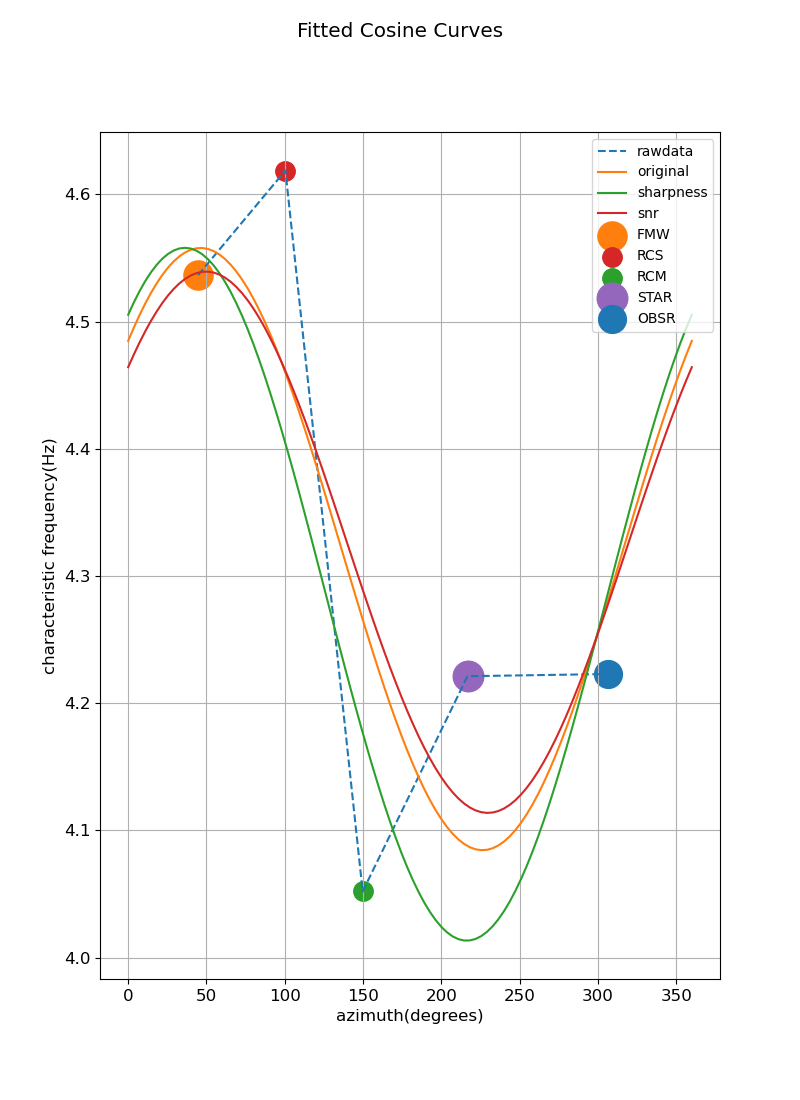 Fitted Cosine Curves
rawdata
original
sharpness
snr
FMW
RCS
RCM
STAR
OBSR
4.6
4.5
4.4
4.3
4.2
4.1
4.0
characteristic frequency(Hz)
0 50 100 150 200 250 300 350
azimuth(degrees)